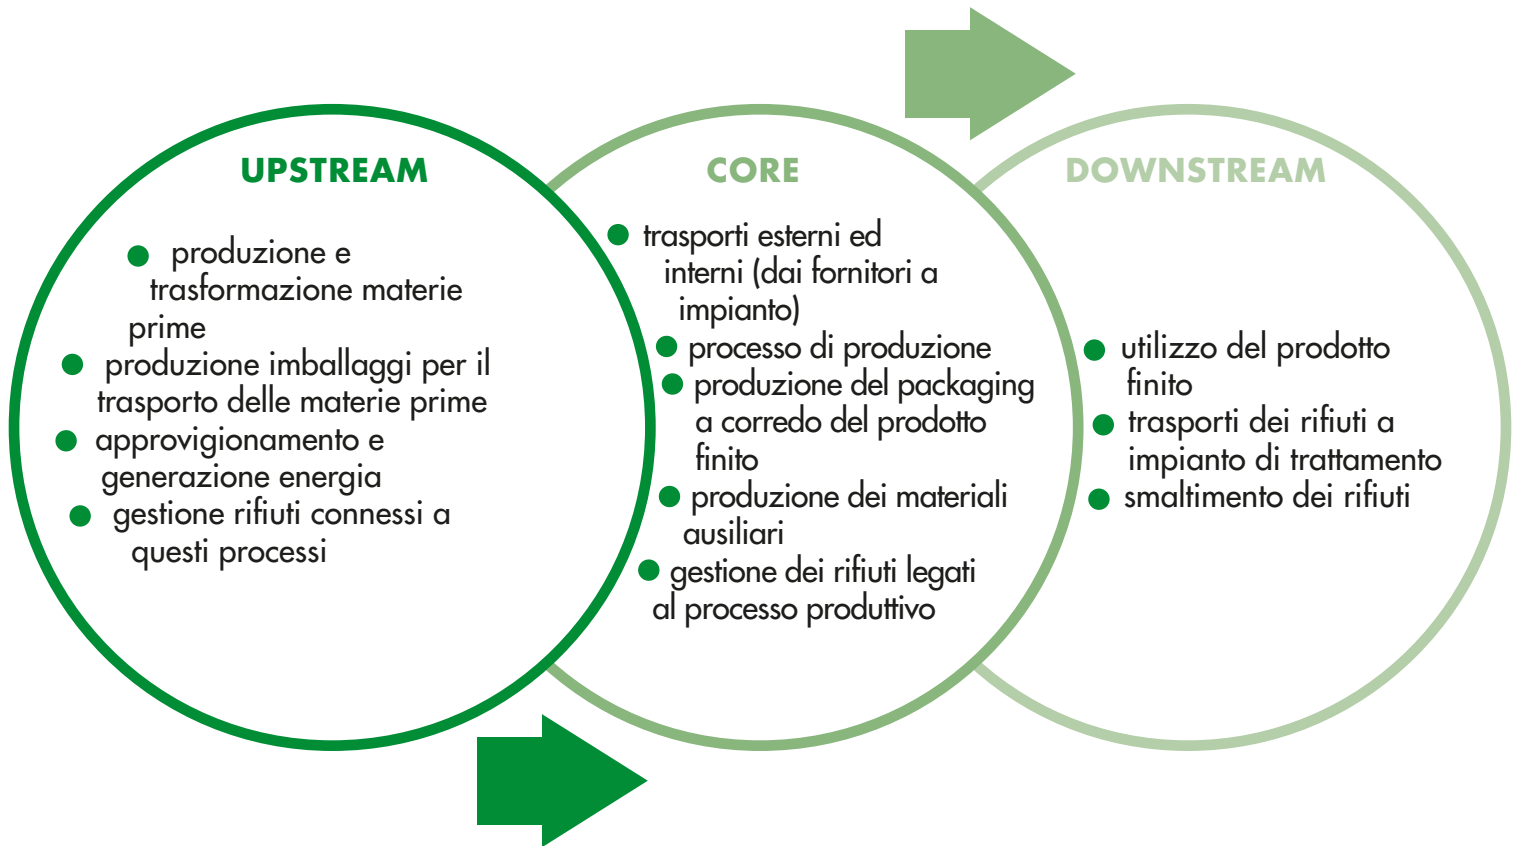 UPSTREAM
● produzione e
trasformazione materie
prime
● produzione imballaggi per il
trasporto delle materie prime
● approvigionamento e
generazione energia
● gestione rifiuti connessi a
questi processi
CORE
● trasporti esterni ed
interni (dai fornitori a
impianto)
● processo di produzione
● produzione del packaging
a corredo del prodotto
finito
● produzione dei materiali
ausiliari
● gestione dei rifiuti legati
al processo produttivo
DOWNSTREAM
● utilizzo del prodotto
finito
● trasporti dei rifiuti a
impianto di trattamento
● smaltimento dei rifiuti